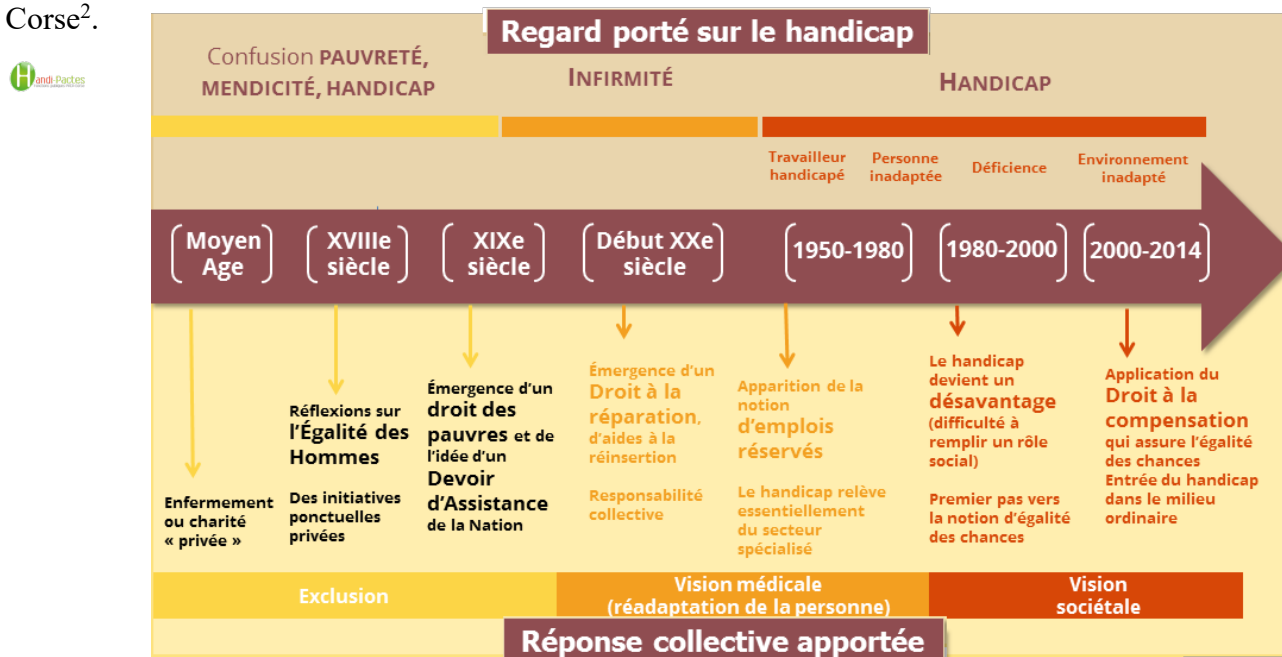 Corse².
Handi-Pactes
Regard porté sur le handicap
Confusion PAUVRETÉ,
MENDICITÉ, HANDICAP
INFIRMITÉ
HANDICAP
Travailleur
handicapé
Personne
inadaptée
Déficience
Environnement
inadapté
Moyen
Age
XVIIIe
siècle
XIXe
siècle
Début XXe
siècle
1950-1980
1980-2000
2000-2014
Enfermement
ou charité
« privée »
Réflexions sur
l'Égalité des
Hommes
Des initiatives
ponctuelles
privées
Émergence d'un
droit des
pauvres et de
l'idée d'un
Devoir
d'Assistance
de la Nation
Émergence d'un
Droit à la
réparation,
d'aides à la
réinsertion
Responsabilité
collective
Apparition de la
notion
d'emplois
réservés
Le handicap relève
essentiellement
du secteur
spécialisé
Le handicap
devient un
désavantage
(difficulté à
remplir un rôle
social)
Premier pas vers
la notion d'égalité
des chances
Application du
Droit à la
compensation
qui assure l'égalité
des chances
Entrée du handicap
dans le milieu
ordinaire
Exclusion
Vision médicale
(réadaptation de la personne)
Vision
sociétale
Réponse collective apportée